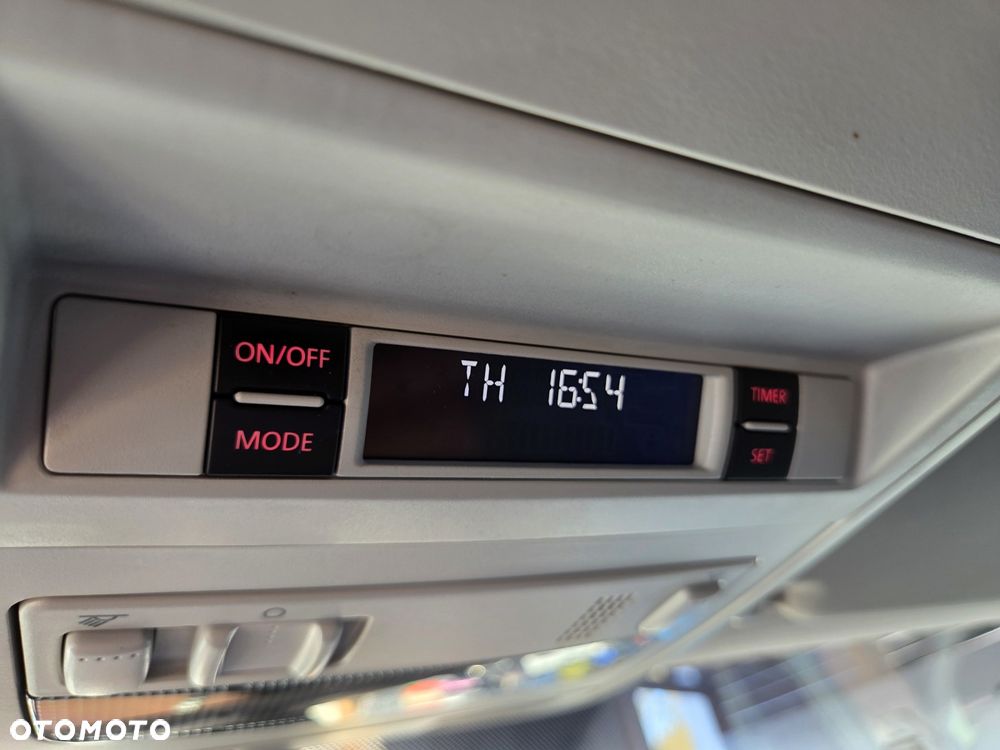 ON/OFF
MODE
TH 16:54
TIMER
SET
OTOMOTO